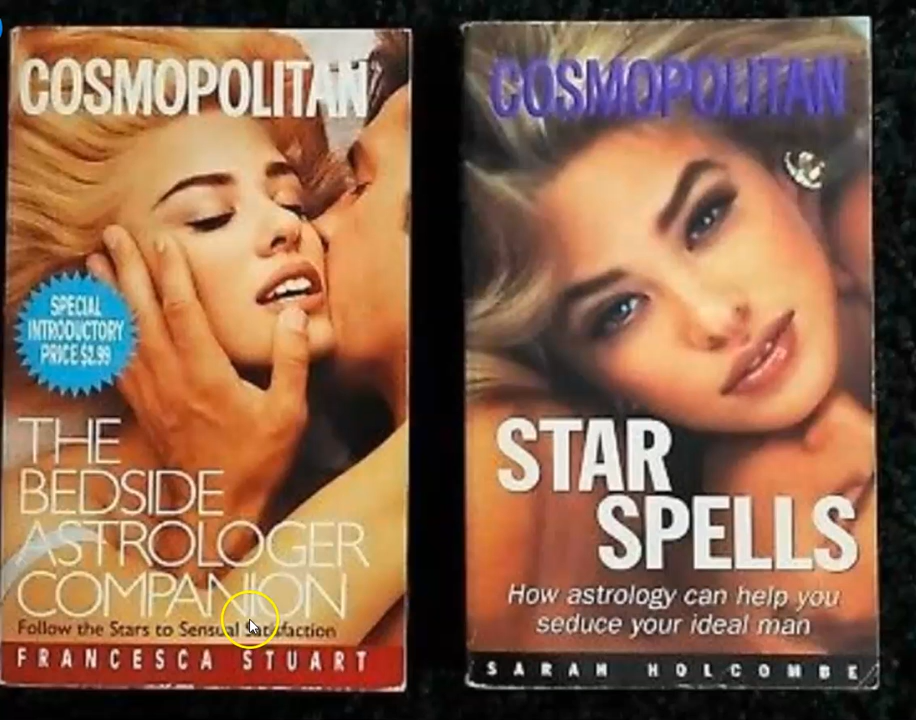 COSMOPOLITAN
SPECIAL
INTRODUCTORY
PRICE $2.99
THE
BEDSIDE
ASTROLOGER
COMPANION
Follow the Stars to Sensual Satisfaction
FRANCESCA STUART
COSMOPOLITAN
STAR
SPELLS
How astrology can help you
seduce your ideal man
SARAH HOLCOMBE